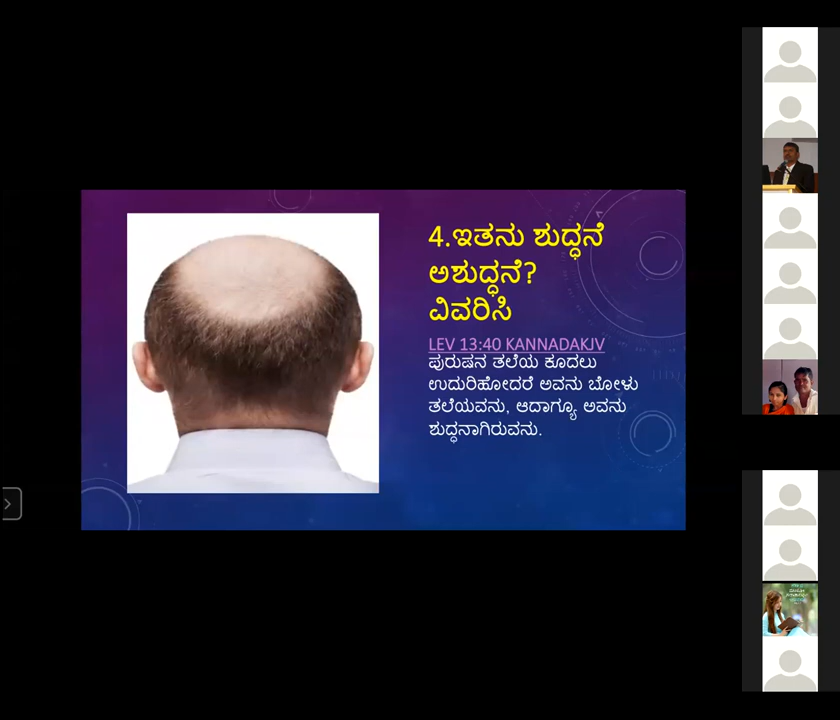 4.ಇತನು ಶುದ್ಧನೆ
ಅಶುದ್ಧನೆ?
ವಿವರಿಸಿ
LEV 13:40 KANNADAKJV
ಪುರುಷನ ತಲೆಯ ಕೂದಲು
ಉದುರಿಹೋದರೆ ಅವನು ಬೋಳು
ತಲೆಯವನು, ಆದಾಗ್ಯೂ ಅವನು
ಶುದ್ಧನಾಗಿರುವನು.